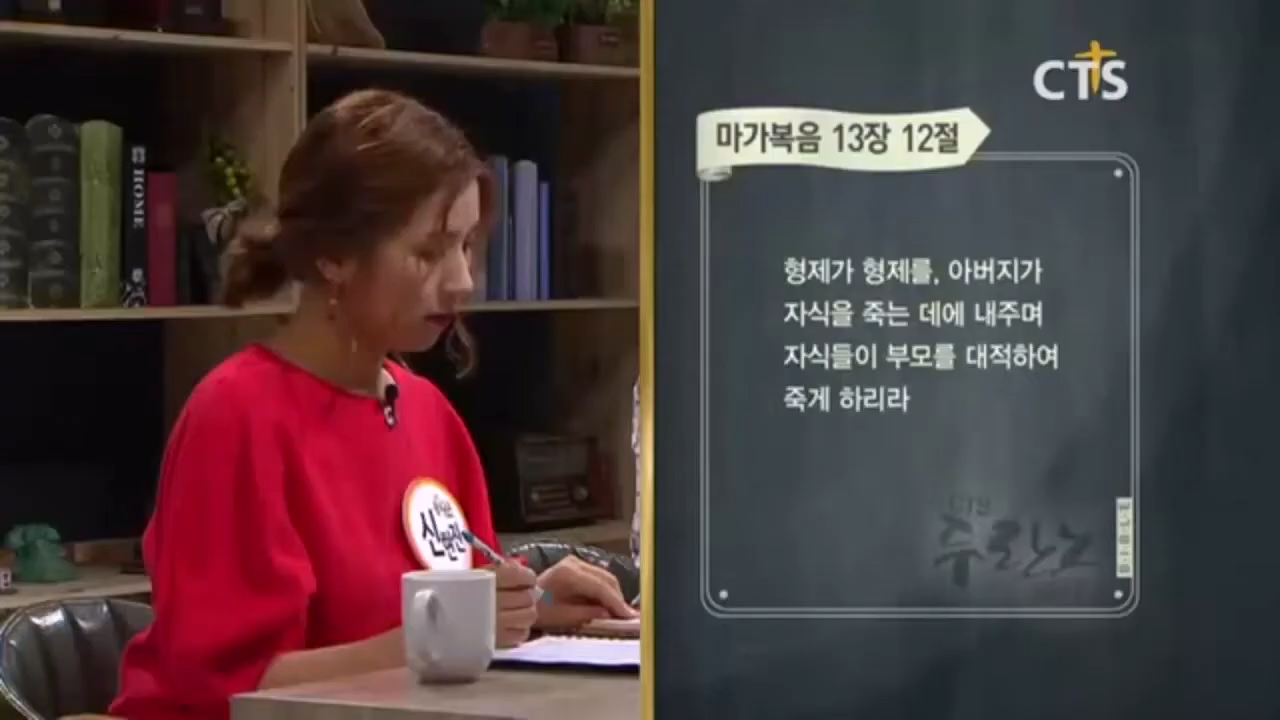 CTS
마가복음 13장 12절
형제가 형제를, 아버지가
자식을 죽는 데에 내주며
자식들이 부모를 대적하여
죽게 하리라
HOME